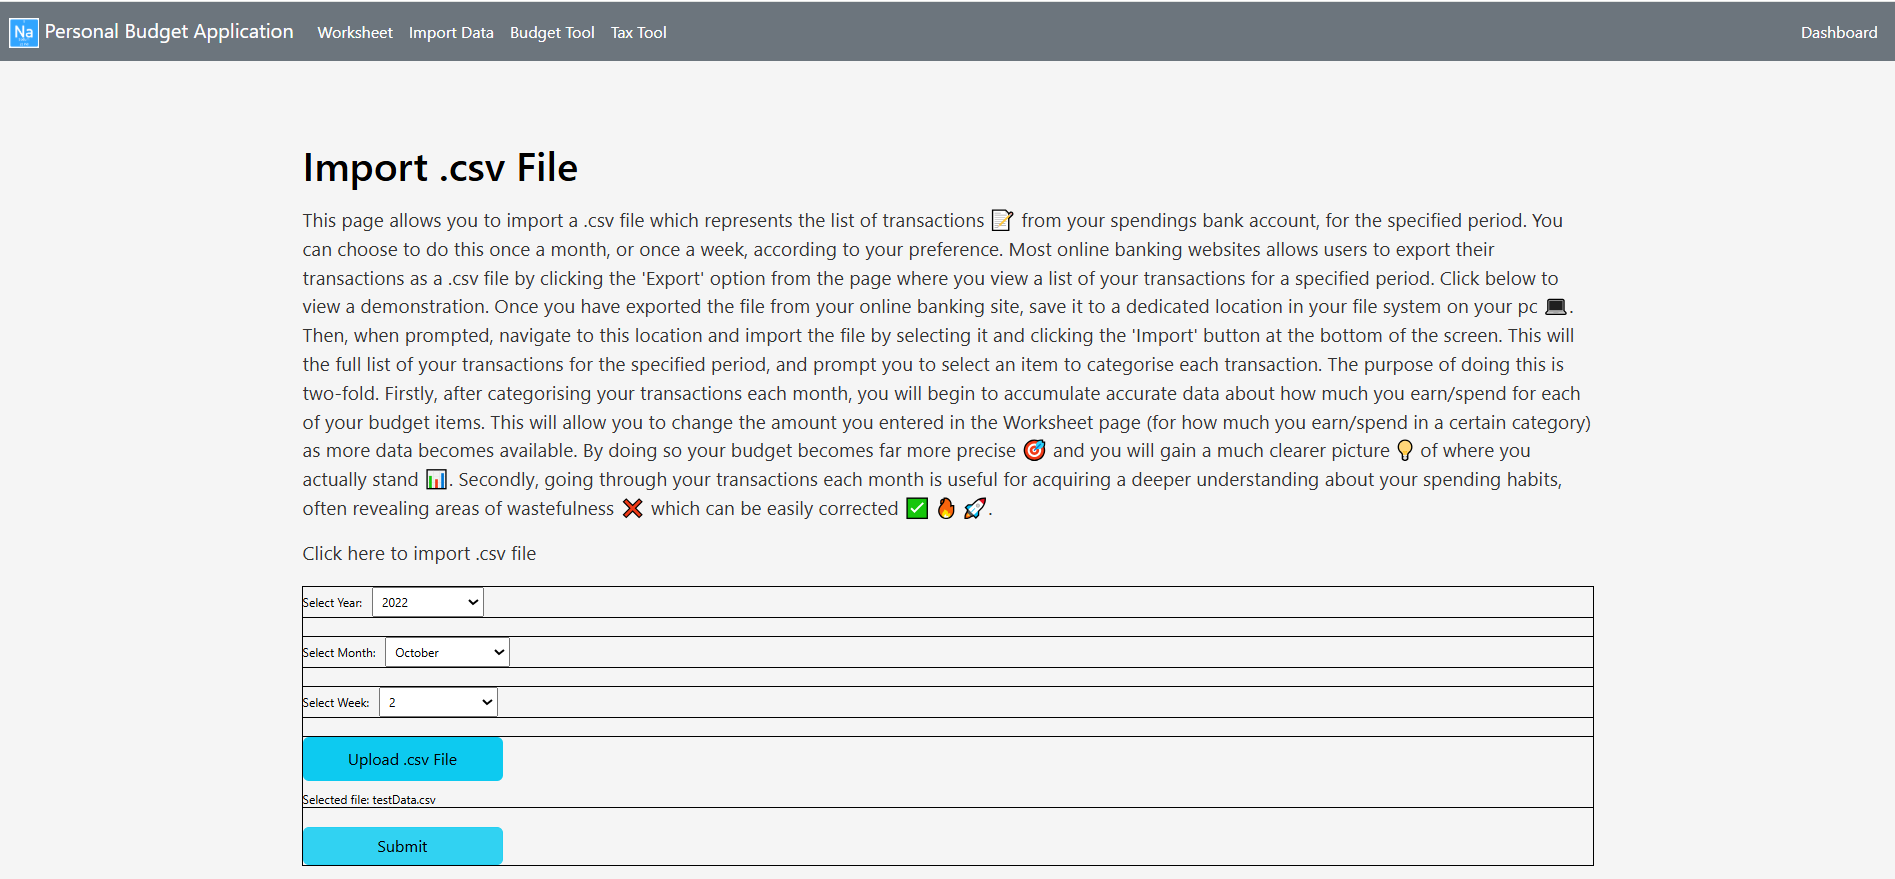 Na Personal Budget Application Worksheet Import Data Budget Tool Tax Tool Dashboard
Import .csv File
This page allows you to import a .csv file which represents the list of transactions 📝 from your spendings bank account, for the specified period. You
can choose to do this once a month, or once a week, according to your preference. Most online banking websites allows users to export their
transactions as a .csv file by clicking the 'Export' option from the page where you view a list of your transactions for a specified period. Click below to
view a demonstration. Once you have exported the file from your online banking site, save it to a dedicated location in your file system on your pc 💻.
Then, when prompted, navigate to this location and import the file by selecting it and clicking the 'Import' button at the bottom of the screen. This will
the full list of your transactions for the specified period, and prompt you to select an item to categorise each transaction. The purpose of doing this is
two-fold. Firstly, after categorising your transactions each month, you will begin to accumulate accurate data about how much you earn/spend for each
of your budget items. This will allow you to change the amount you entered in the Worksheet page (for how much you earn/spend in a certain category)
as more data becomes available. By doing so your budget becomes far more precise 🎯 and you will gain a much clearer picture 💡 of where you
actually stand 📊. Secondly, going through your transactions each month is useful for acquiring a deeper understanding about your spending habits,
often revealing areas of wastefulness ❌ which can be easily corrected ✅ 🔥 🚀.
Click here to import .csv file
Select Year: 2022
Select Month: October
Select Week: 2
Upload .csv File
Selected file: testData.csv
Submit